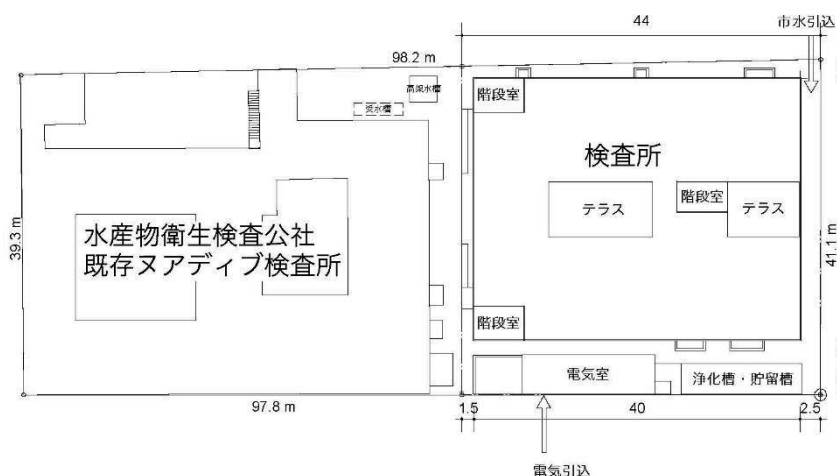 44
市水引込
98.2 m
高架水槽
受水槽
階段室
検査所
テラス
階段室
テラス
水産物衛生検査公社
既存ヌアディブ検査所
39.3 m
41.1 m
階段室
電気室
浄化槽・貯留槽
97.8 m
1.5
40
2.5
電気引込